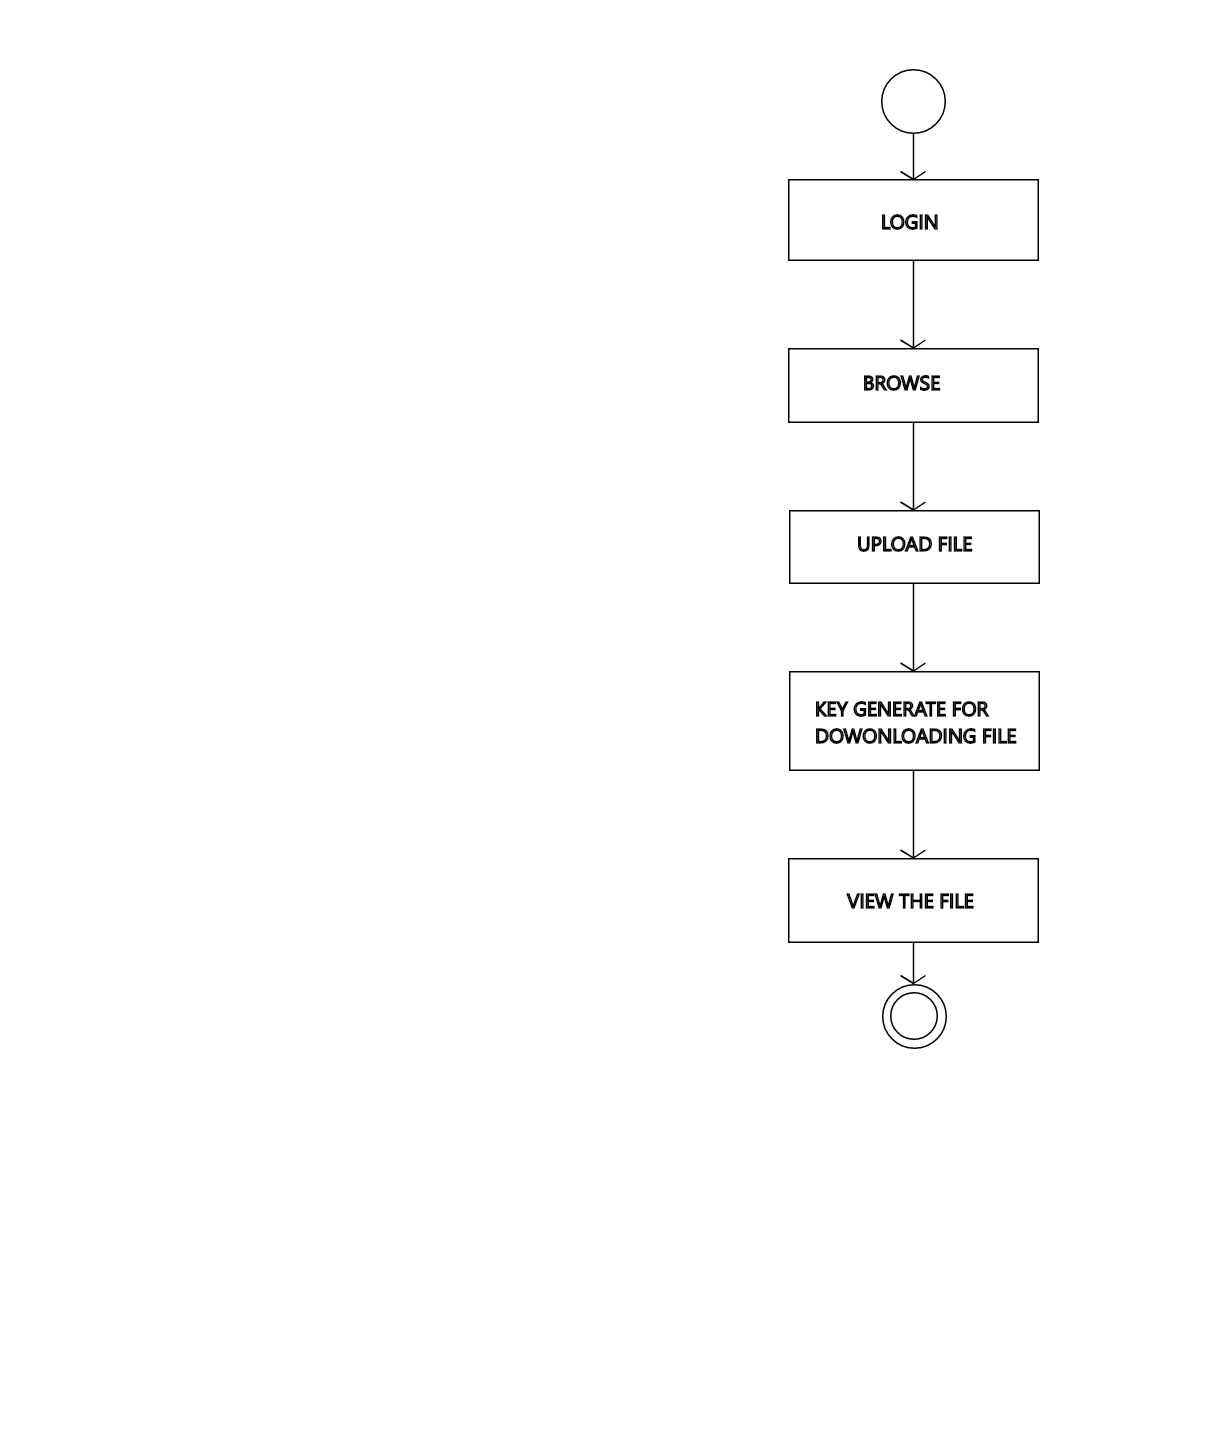 LOGIN
BROWSE
UPLOAD FILE
KEY GENERATE FOR
DOWONLOADING FILE
VIEW THE FILE